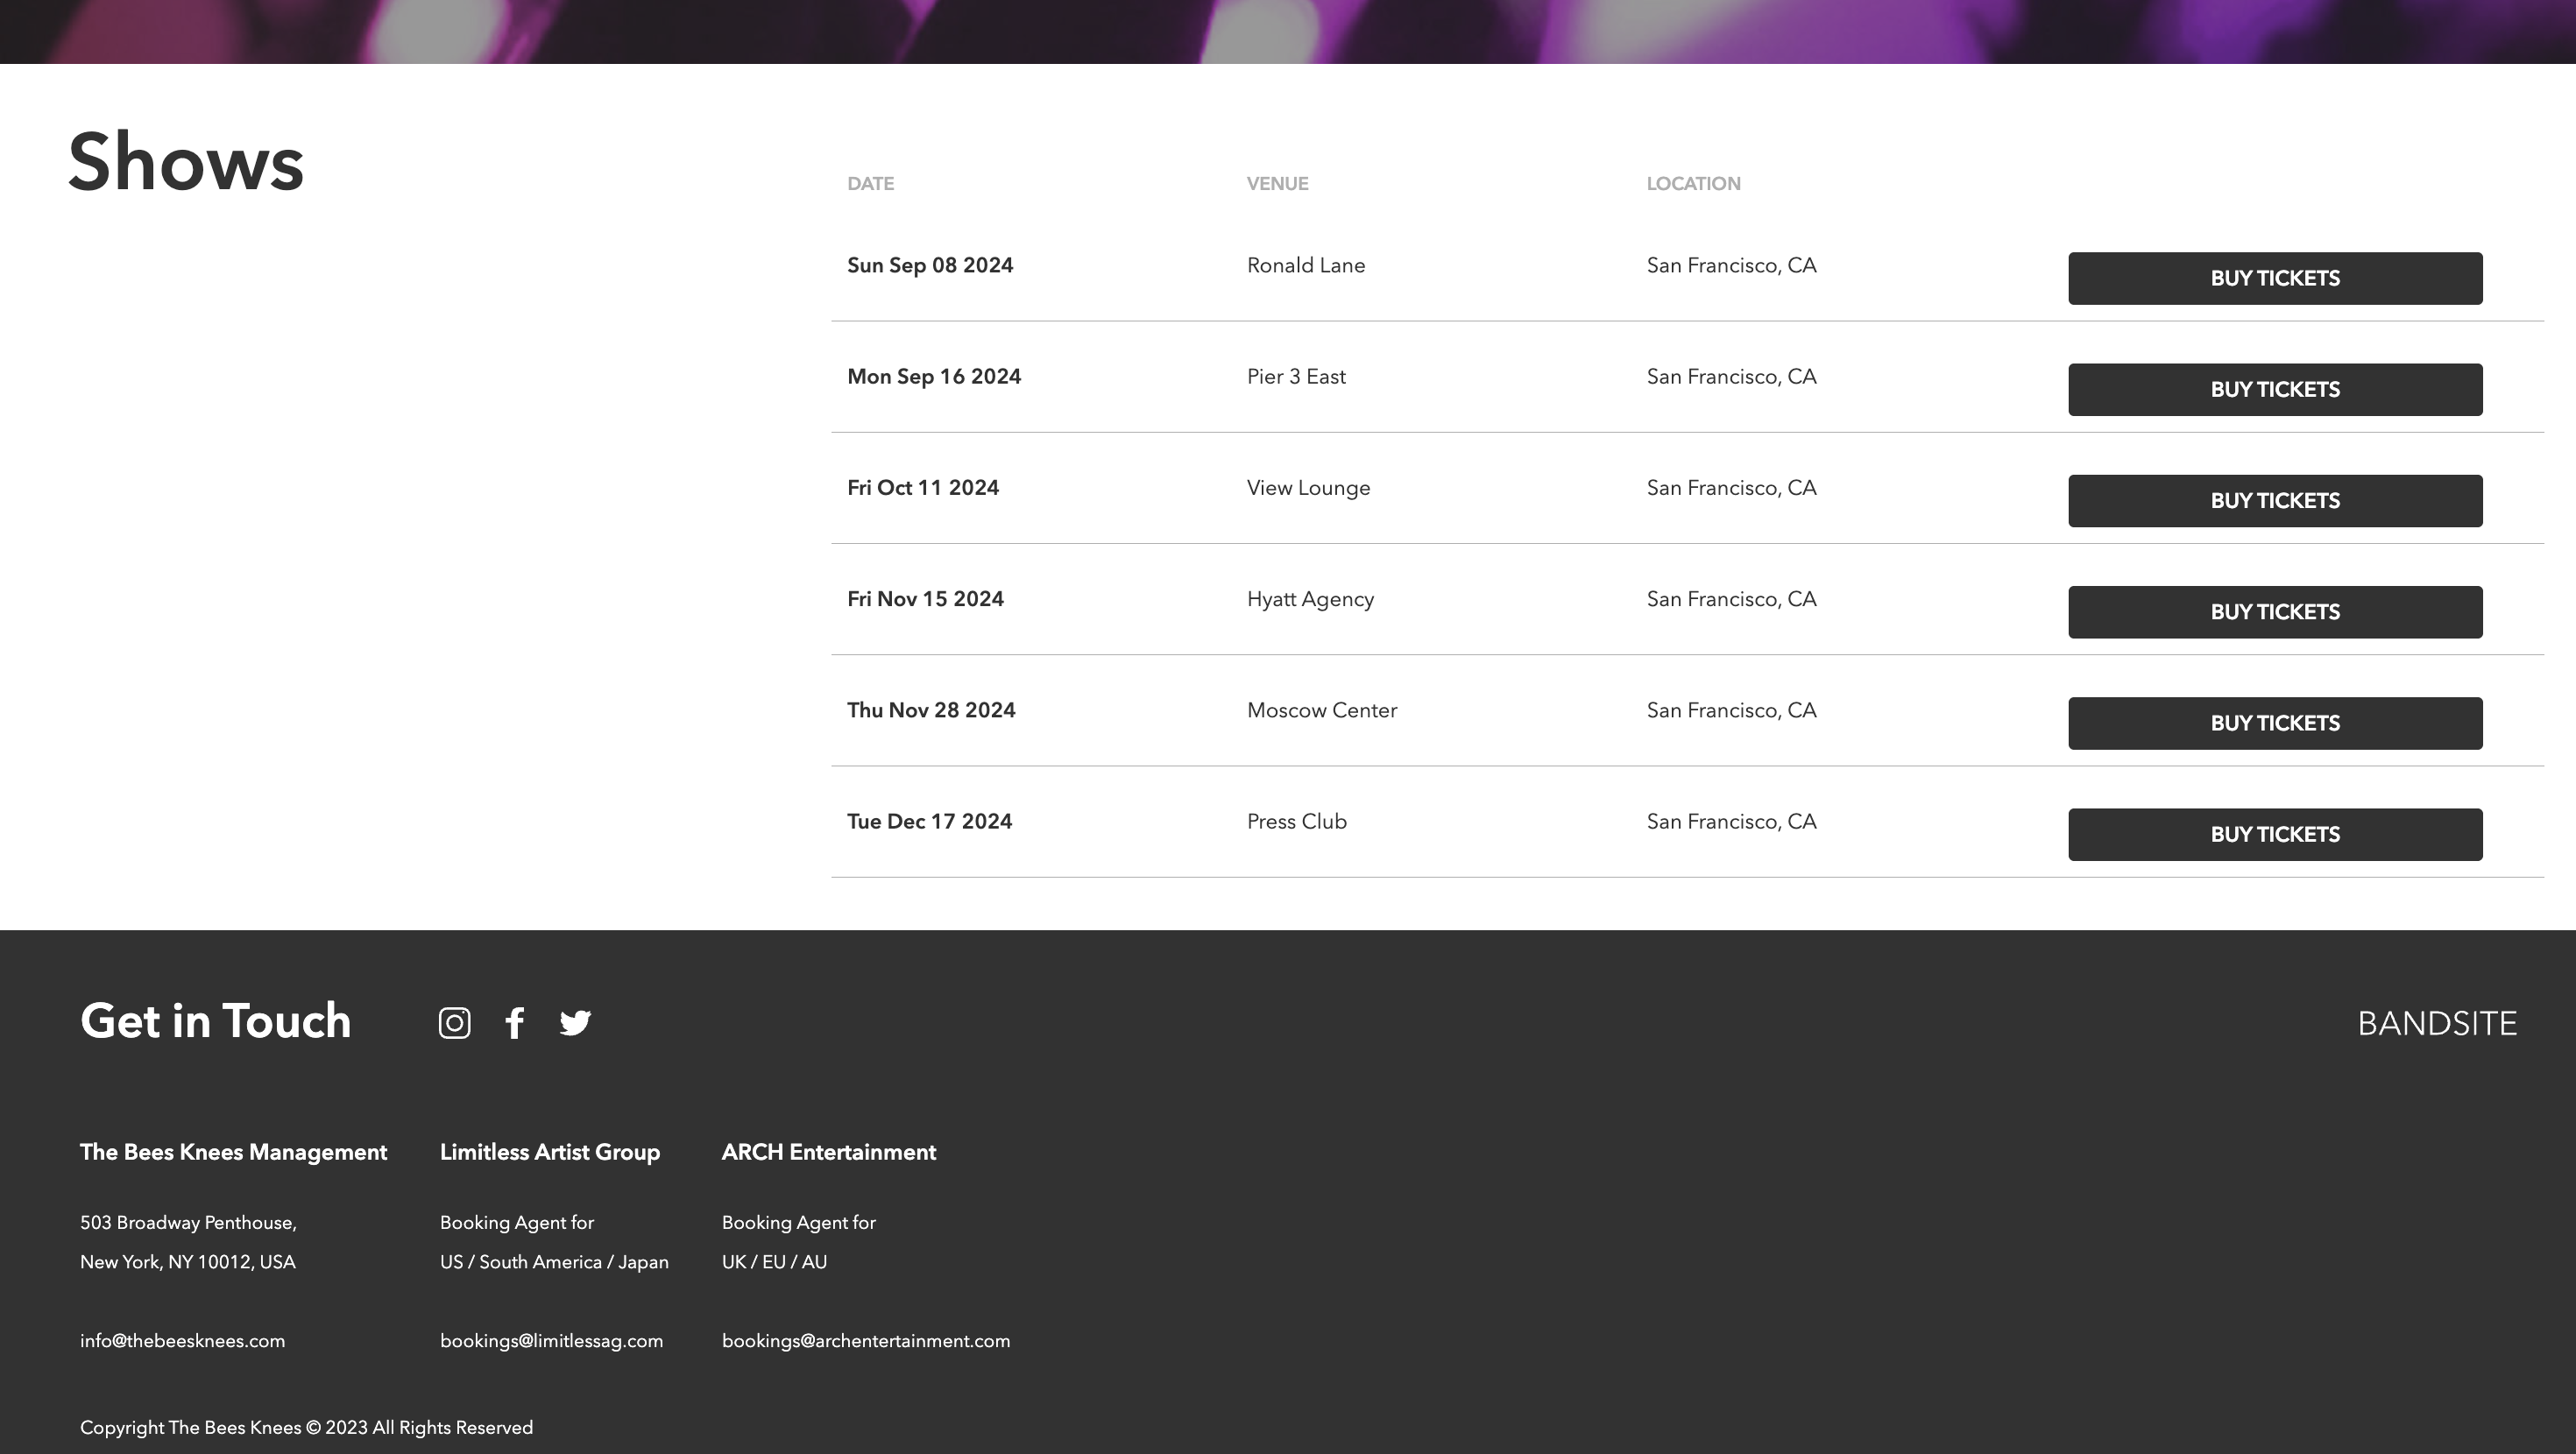 Shows
DATE VENUE LOCATION
Sun Sep 08 2024 Ronald Lane San Francisco, CA BUY TICKETS
Mon Sep 16 2024 Pier 3 East San Francisco, CA BUY TICKETS
Fri Oct 11 2024 View Lounge San Francisco, CA BUY TICKETS
Fri Nov 15 2024 Hyatt Agency San Francisco, CA BUY TICKETS
Thu Nov 28 2024 Moscow Center San Francisco, CA BUY TICKETS
Tue Dec 17 2024 Press Club San Francisco, CA BUY TICKETS
Get in Touch BANDSITE
The Bees Knees Management
503 Broadway Penthouse,
New York, NY 10012, USA
info@thebeesknees.com
Limitless Artist Group
Booking Agent for
US / South America / Japan
bookings@limitlessag.com
ARCH Entertainment
Booking Agent for
UK / EU / AU
bookings@archentertainment.com
Copyright The Bees Knees © 2023 All Rights Reserved